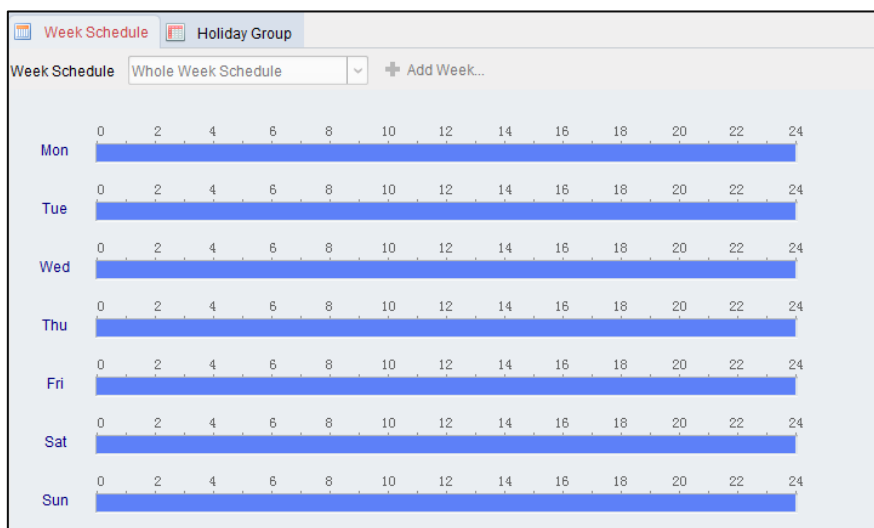 Week Schedule Holiday Group
Week Schedule Whole Week Schedule Add Week...
0 2 4 6 8 10 12 14 16 18 20 22 24
Mon
0 2 4 6 8 10 12 14 16 18 20 22 24
Tue
0 2 4 6 8 10 12 14 16 18 20 22 24
Wed
0 2 4 6 8 10 12 14 16 18 20 22 24
Thu
0 2 4 6 8 10 12 14 16 18 20 22 24
Fri
0 2 4 6 8 10 12 14 16 18 20 22 24
Sat
0 2 4 6 8 10 12 14 16 18 20 22 24
Sun